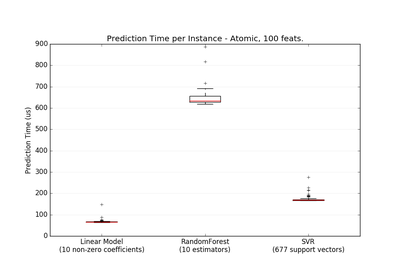 Prediction Time per Instance - Atomic, 100 feats.
900
800
700
600
500
400
300
200
100
0
Prediction Time (us)
Linear Model
(10 non-zero coefficients)
RandomForest
(10 estimators)
SVR
(677 support vectors)